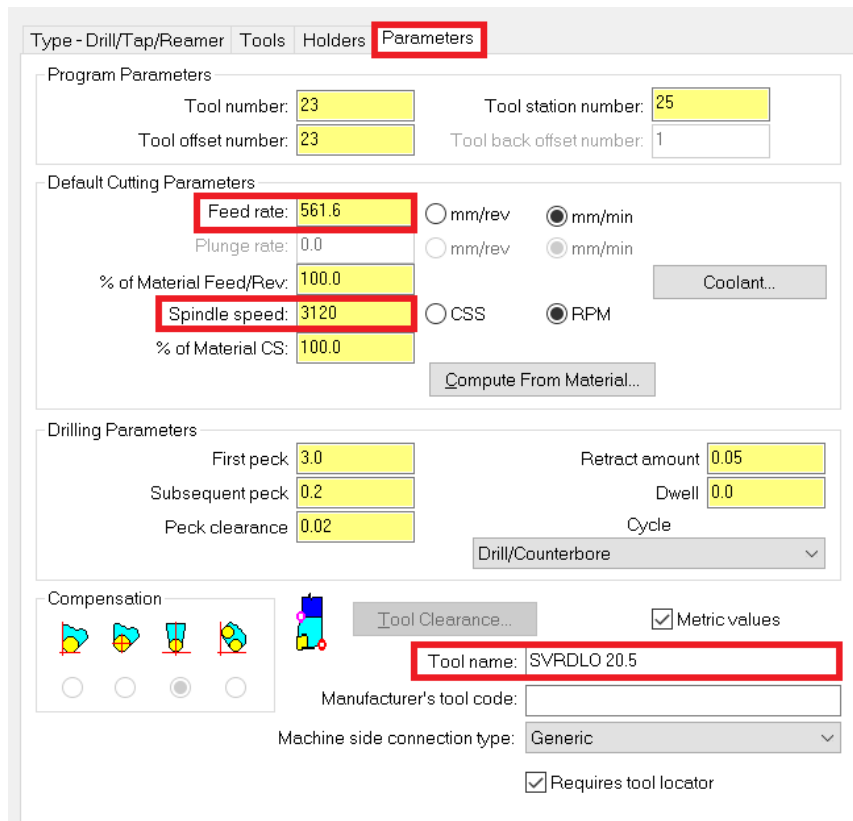 Type - Drill/Tap/Reamer Tools Holders Parameters
Program Parameters
Tool number: 23 Tool station number: 25
Tool offset number: 23 Tool back offset number: 1
Default Cutting Parameters
Feed rate: 561.6 mm/rev mm/min
Plunge rate: 0.0 mm/rev mm/min
% of Material Feed/Rev: 100.0 Coolant...
Spindle speed: 3120 CSS RPM
% of Material CS: 100.0
Compute From Material...
Drilling Parameters
First peck 3.0 Retract amount 0.05
Subsequent peck 0.2 Dwell 0.0
Peck clearance 0.02 Cycle
Drill/Counterbore
Compensation
Tool Clearance... Metric values
Tool name: SVRDLO 20.5
Manufacturer's tool code:
Machine side connection type: Generic
Requires tool locator